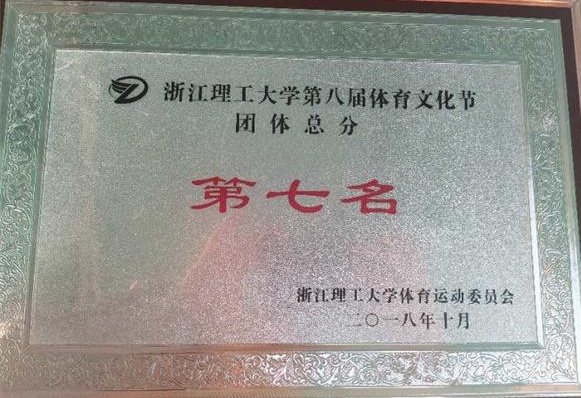 浙江理工大学第八届体育文化节
团体总分
第七名
浙江理工大学体育运动委员会
二〇一八年十月